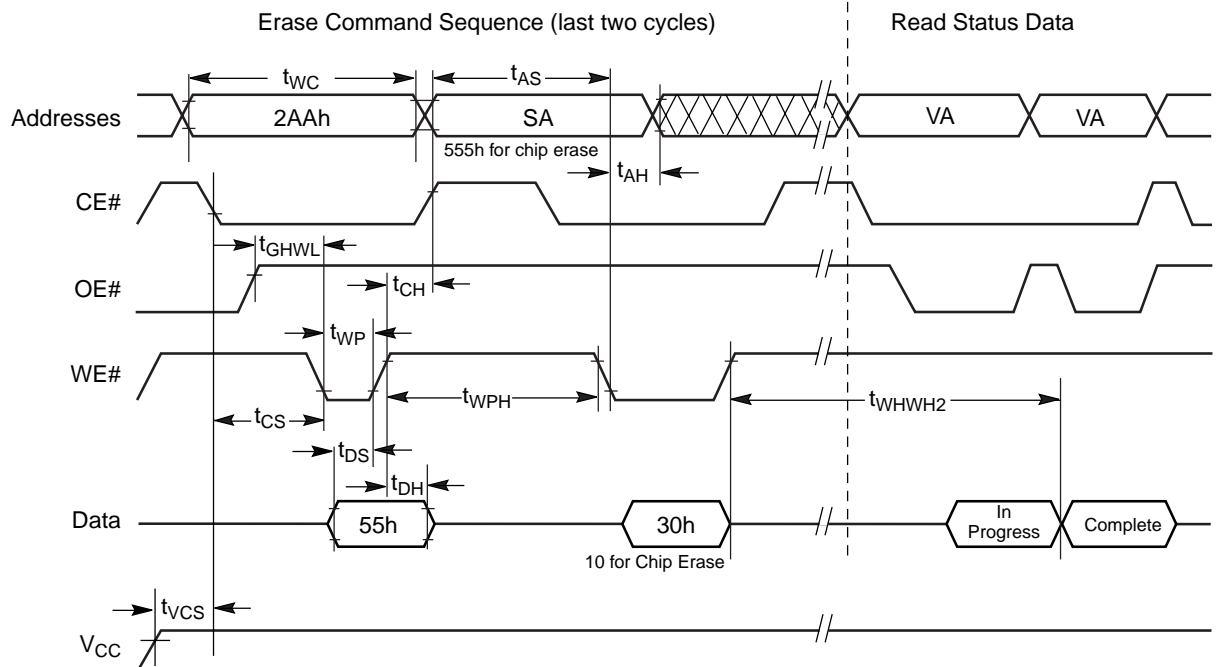 Erase Command Sequence (last two cycles)
Read Status Data
tWC
tAS
Addresses
2AAh
SA
VA
VA
555h for chip erase
tAH
CE#
tGHWL
OE#
tCH
tWP
WE#
tWPH
tWHWH2
tCS
tDS
tDH
Data
55h
30h
In
Progress
Complete
10 for Chip Erase
tVCS
VCC